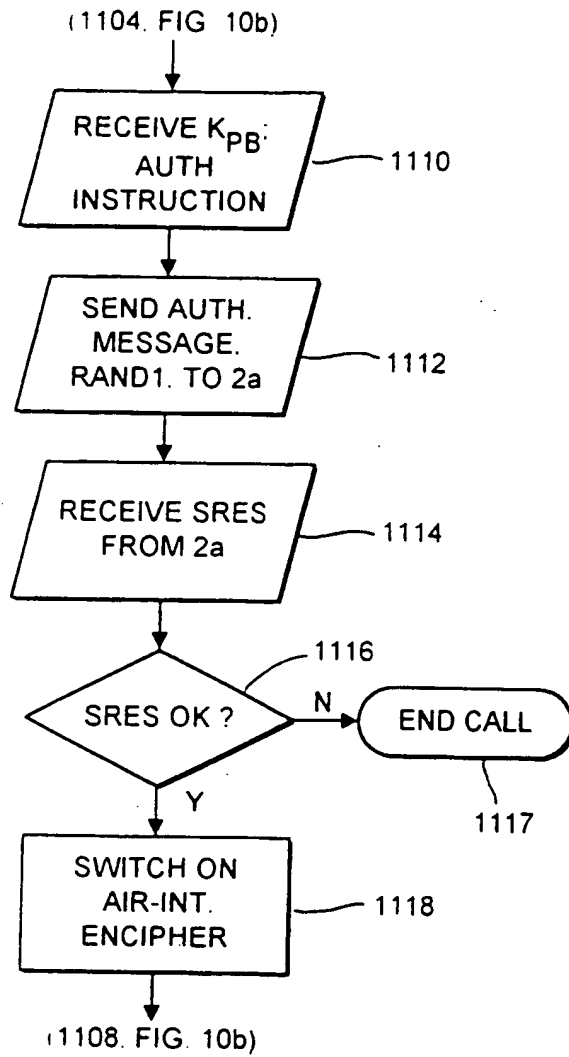 (1104. FIG 10b)
RECEIVE KPB:
AUTH
INSTRUCTION
1110
SEND AUTH.
MESSAGE.
RAND1. TO 2a
1112
RECEIVE SRES
FROM 2a
1114
1116
SRES OK ?
N
END CALL
1117
Y
SWITCH ON
AIR-INT.
ENCIPHER
1118
(1108. FIG. 10b)